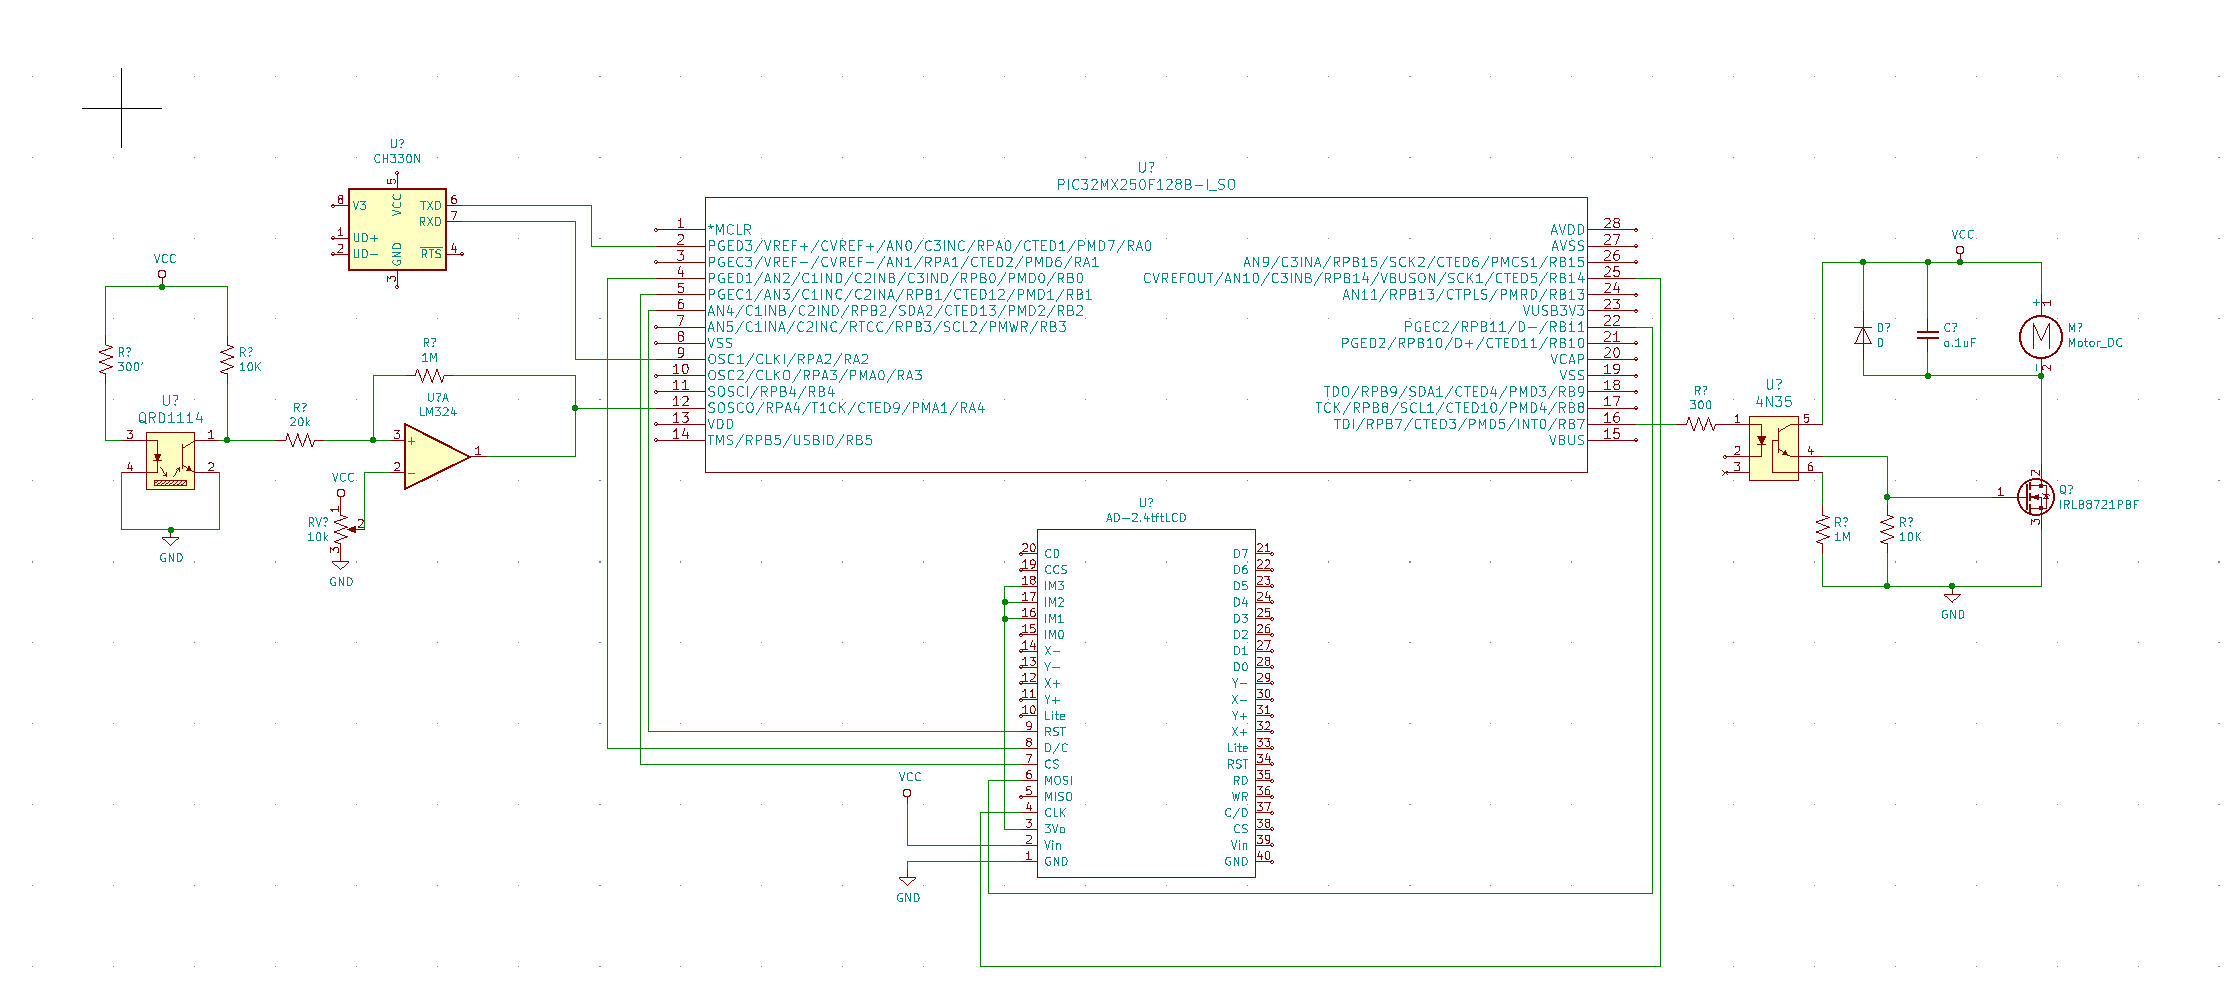 U?
CH330N
5
8
V3
VCC
TXD
6
RXD
7
1
UD+
2
UD-
GND
RTS
4
3
VCC
R?
300'
R?
10K
U?
QRD1114
3
1
4
2
GND
R?
20k
R?
1M
U?A
LM324
3
+
1
2
-
VCC
1
RV?
10k
2
3
GND
U?
PIC32MX250F128B-I_SO
1
*MCLR
2
PGED3/VREF+/CVREF+/AN0/C3INC/RPA0/CTED1/PMD7/RA0
3
PGEC3/VREF-/CVREF-/AN1/RPA1/CTED2/PMD6/RA1
4
PGED1/AN2/C1IND/C2INB/C3IND/RPB0/PMD0/RB0
5
PGEC1/AN3/C1INC/C2INA/RPB1/CTED12/PMD1/RB1
6
AN4/C1INB/C2IND/RPB2/SDA2/CTED13/PMD2/RB2
7
AN5/C1INA/C2INC/RTCC/RPB3/SCL2/PMWR/RB3
8
VSS
9
OSC1/CLKI/RPA2/RA2
10
OSC2/CLKO/RPA3/PMA0/RA3
11
SOSCI/RPB4/RB4
12
SOSCO/RPA4/T1CK/CTED9/PMA1/RA4
13
VDD
14
TMS/RPB5/USBID/RB5
AVDD
28
AVSS
27
AN9/C3INA/RPB15/SCK2/CTED6/PMCS1/RB15
26
CVREFOUT/AN10/C3INB/RPB14/VBUSON/SCK1/CTED5/RB14
25
AN11/RPB13/CTPLS/PMRD/RB13
24
VUSB3V3
23
PGEC2/RPB11/D-/RB11
22
PGED2/RPB10/D+/CTED11/RB10
21
VCAP
20
VSS
19
TDO/RPB9/SDA1/CTED4/PMD3/RB9
18
TCK/RPB8/SCL1/CTED10/PMD4/RB8
17
TDI/RPB7/CTED3/PMD5/INT0/RB7
16
VBUS
15
U?
AD-2.4tftLCD
20
CD
19
CCS
18
IM3
17
IM2
16
IM1
15
IM0
14
X-
13
Y-
12
X+
11
Y+
10
Lite
9
RST
8
D/C
7
CS
6
MOSI
5
MISO
4
CLK
3
3Vo
2
Vin
1
GND
D7
21
D6
22
D5
23
D4
24
D3
25
D2
26
D1
27
D0
28
Y-
29
X-
30
Y+
31
X+
32
Lite
33
RST
34
RD
35
WR
36
C/D
37
CS
38
Vin
39
GND
40
VCC
GND
R?
300
U?
4N35
1
2
3
5
4
6
VCC
D?
D
C?
o.1uF
+
1
M
M?
Motor_DC
-
2
1
2
3
Q?
IRLB8721PBF
R?
1M
R?
10K
GND